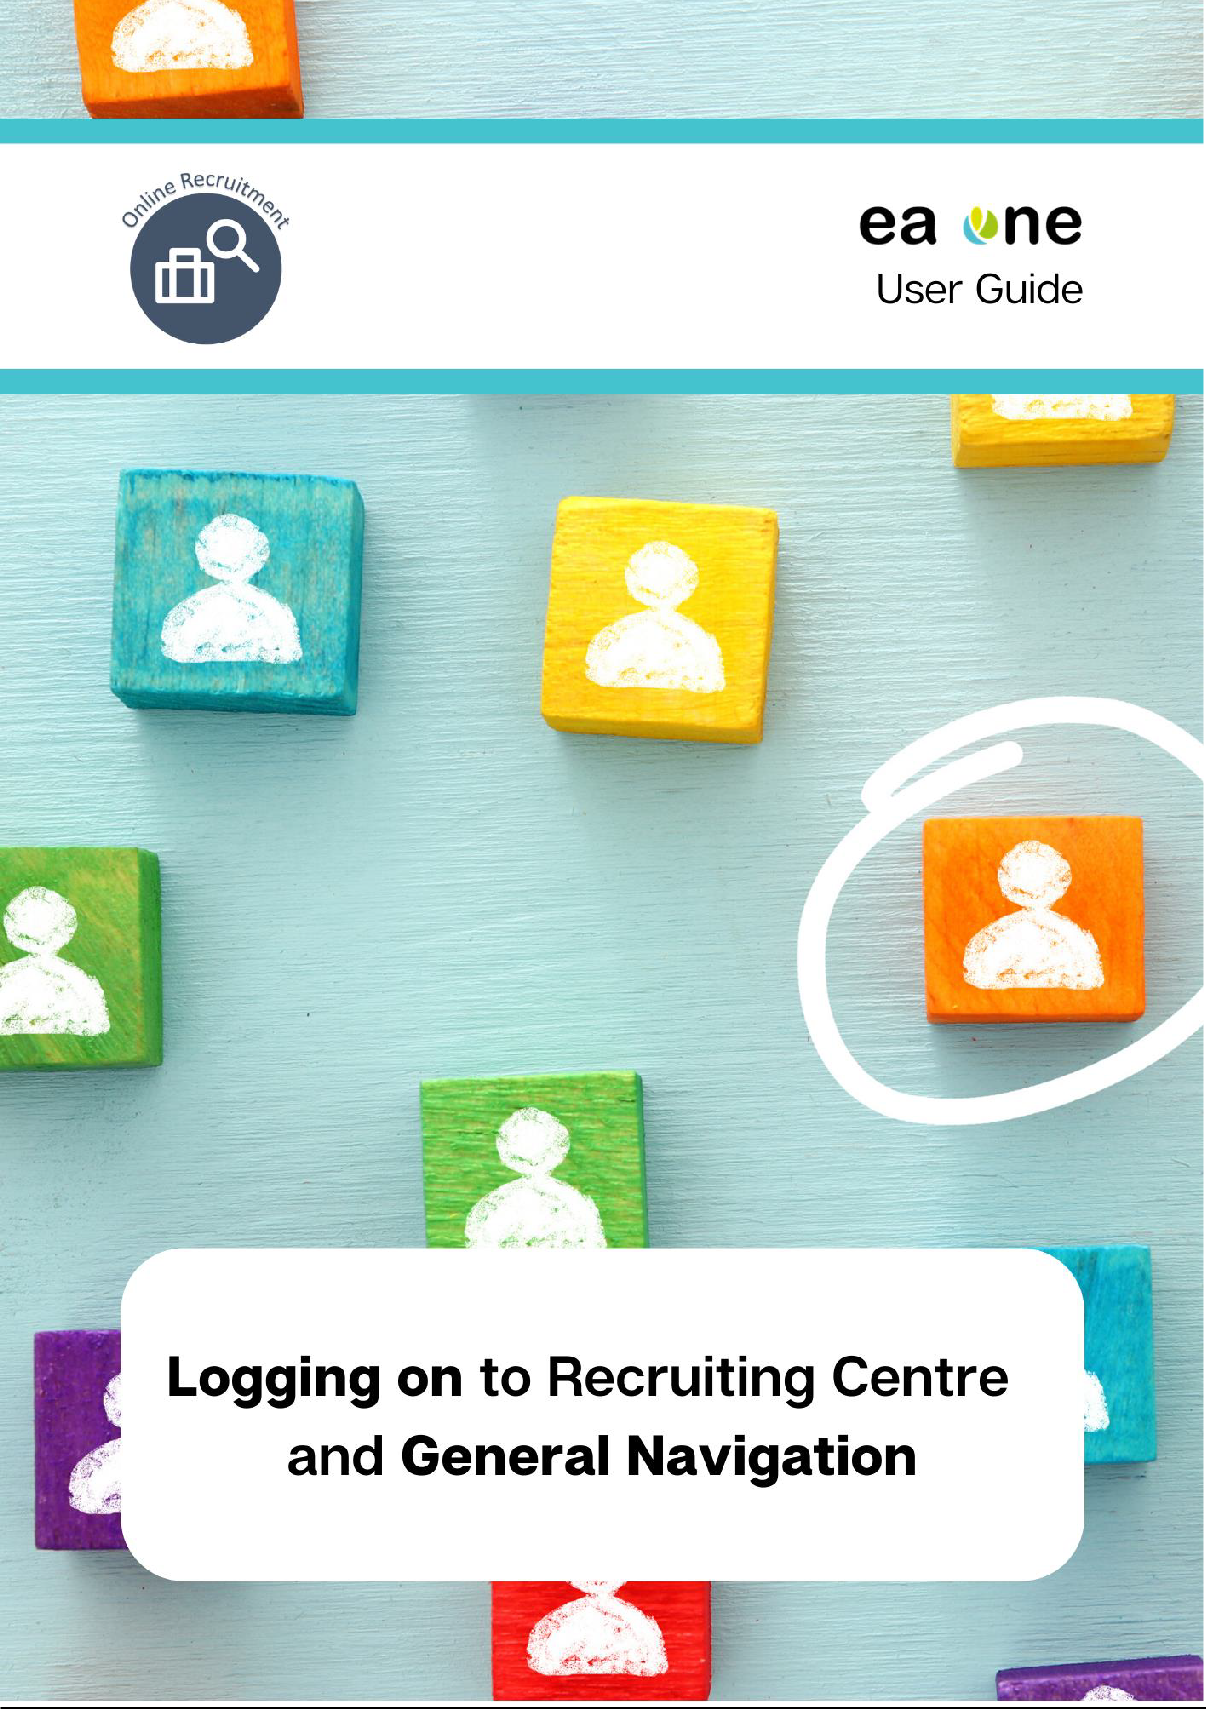 Online Recruitment
ea one
User Guide
Logging on to Recruiting Centre
and General Navigation